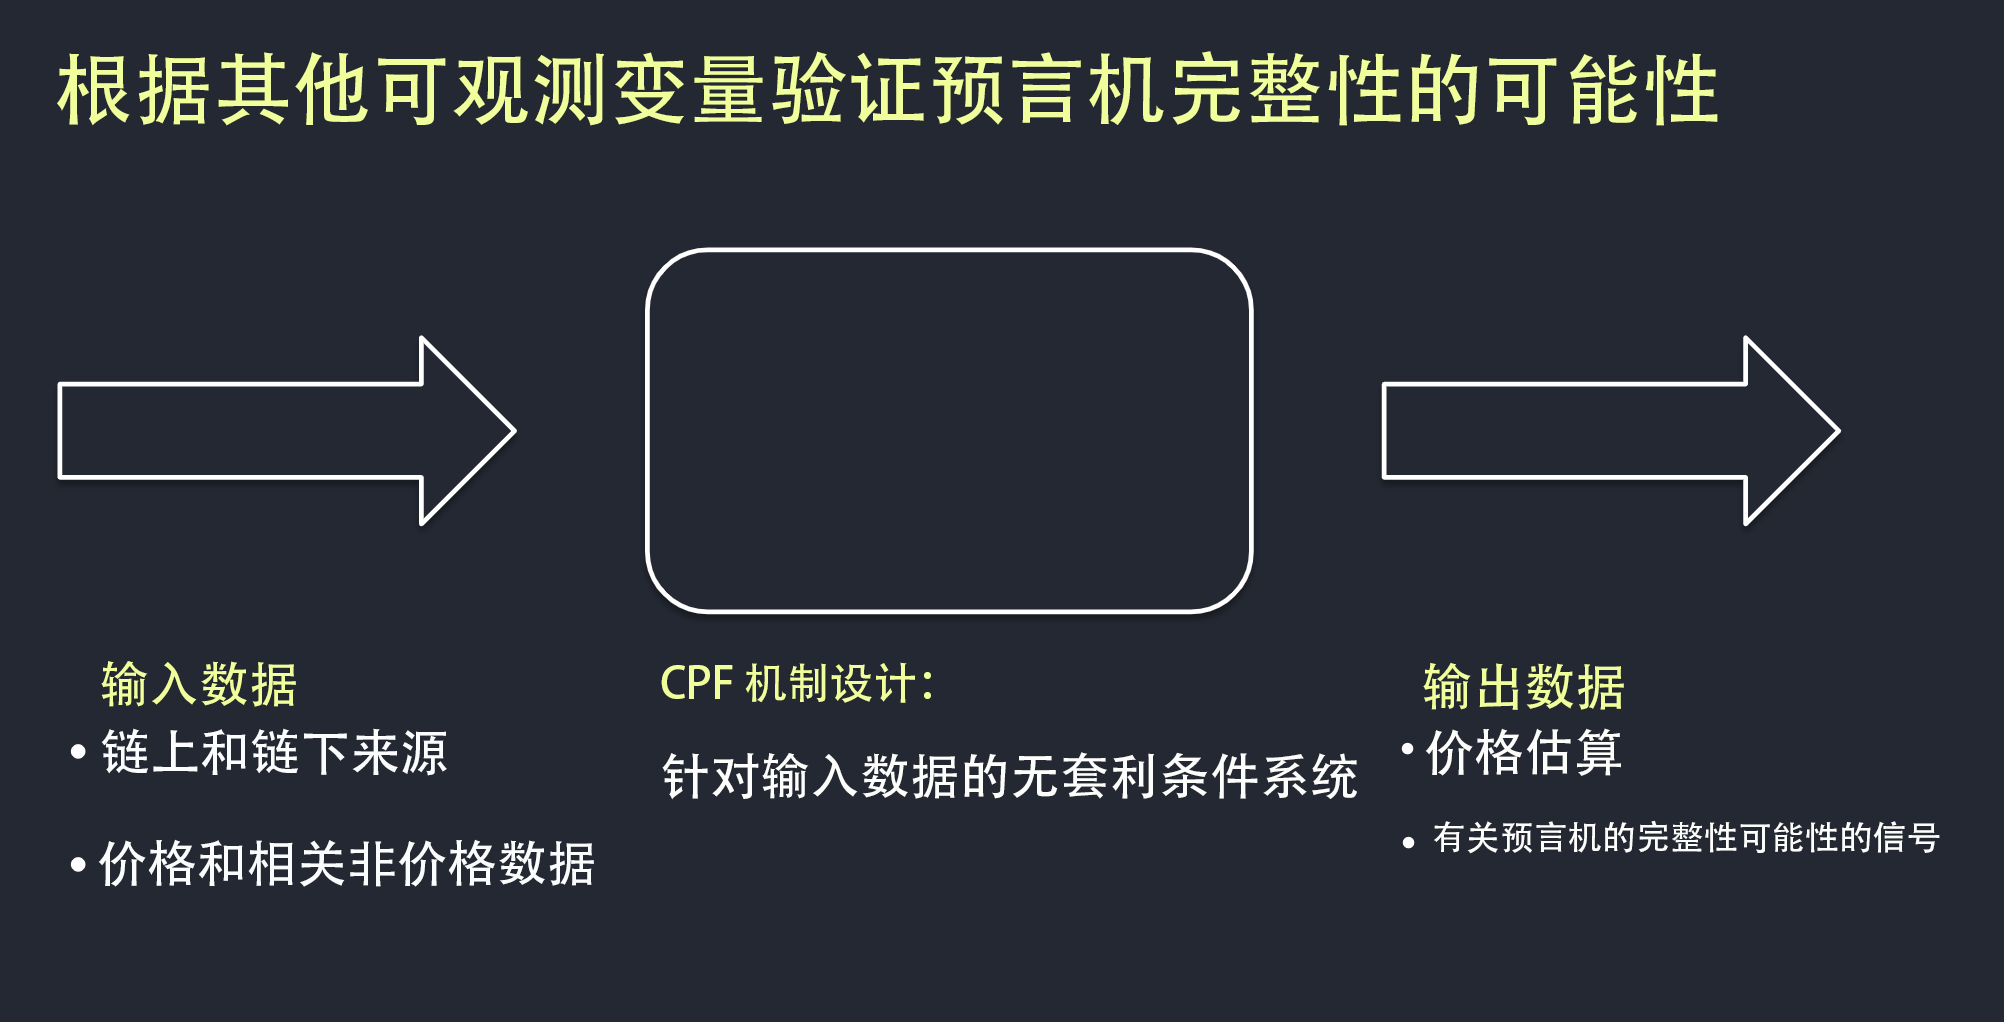 根据其他可观测变量验证预言机完整性的可能性
输入数据
• 链上和链下来源
• 价格和相关非价格数据
CPF 机制设计：
针对输入数据的无套利条件系统
输出数据
• 价格估算
• 有关预言机的完整性可能性的信号